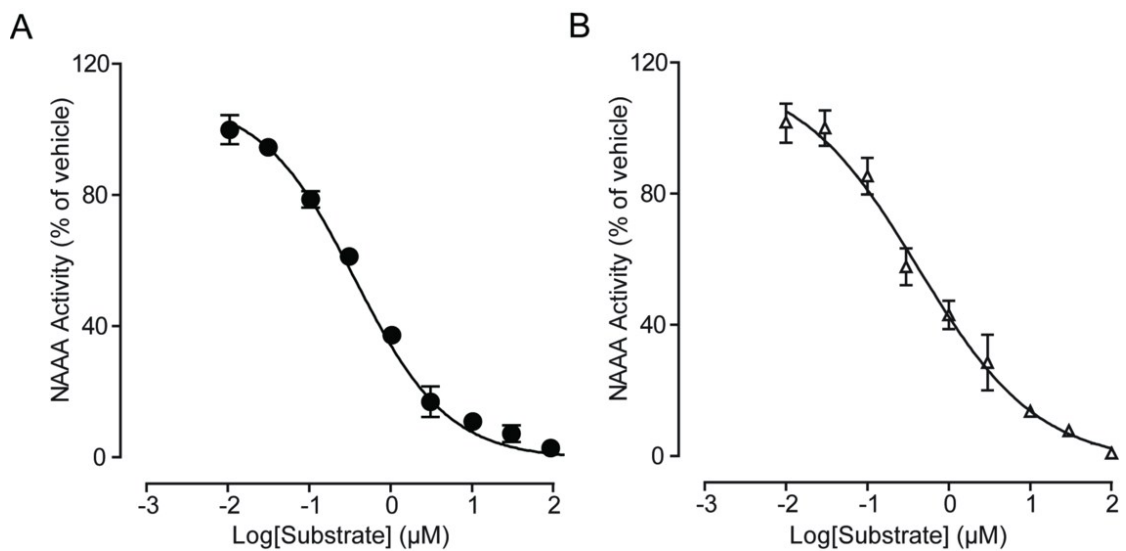 A
120
80
40
0
NAAA Activity (% of vehicle)
-3 -2 -1 0 1 2
Log[Substrate] (µM)
B
120
80
40
0
NAAA Activity (% of vehicle)
-3 -2 -1 0 1 2
Log[Substrate] (µM)